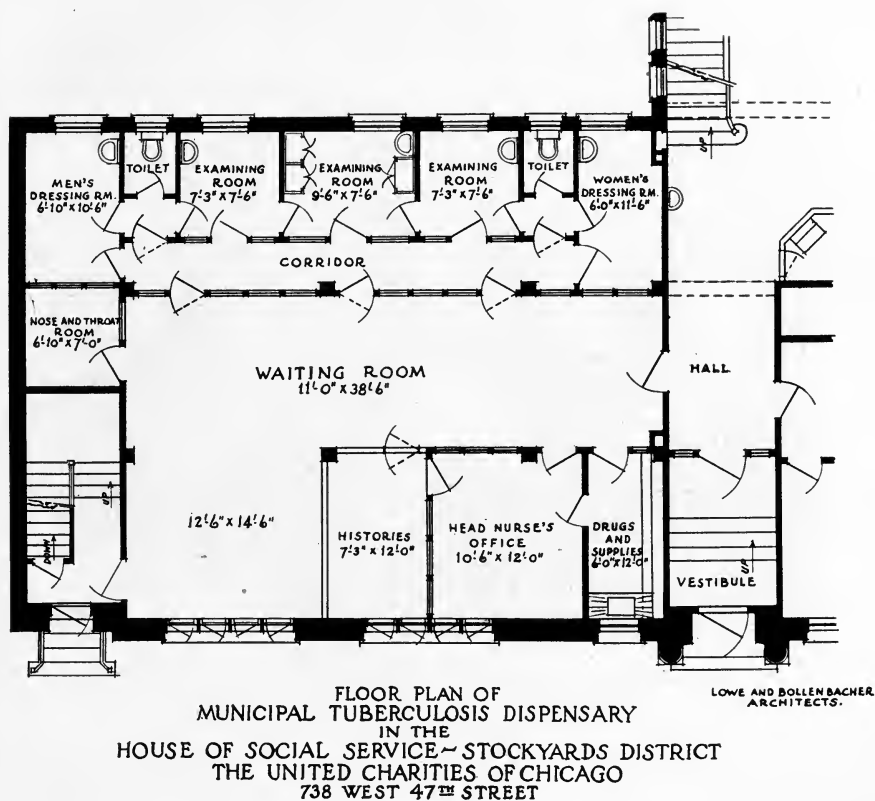 UP
MEN'S
DRESSING RM.
6'-10" x 10'-6"
TOILET
EXAMINING
ROOM
7'-3" x 7'-6"
EXAMINING
ROOM
9'-6" x 7'-6"
EXAMINING
ROOM
7'-3" x 7'-6"
TOILET
WOMEN'S
DRESSING RM.
6'-0" x 11'-6"
CORRIDOR
NOSE AND THROAT
ROOM
6'-10" x 7'-0"
WAITING ROOM
11'-0" x 38'-6"
HALL
UP
DOWN
12'-6" x 14'-6"
HISTORIES
7'-3" x 12'-0"
HEAD NURSE'S
OFFICE
10'-6" x 12'-0"
DRUGS
AND
SUPPLIES
6'-0" x 12'-0"
UP
VESTIBULE
LOWE AND BOLLENBACHER
ARCHITECTS.
FLOOR PLAN OF
MUNICIPAL TUBERCULOSIS DISPENSARY
IN THE
HOUSE OF SOCIAL SERVICE ~ STOCKYARDS DISTRICT
THE UNITED CHARITIES OF CHICAGO
738 WEST 47TH STREET